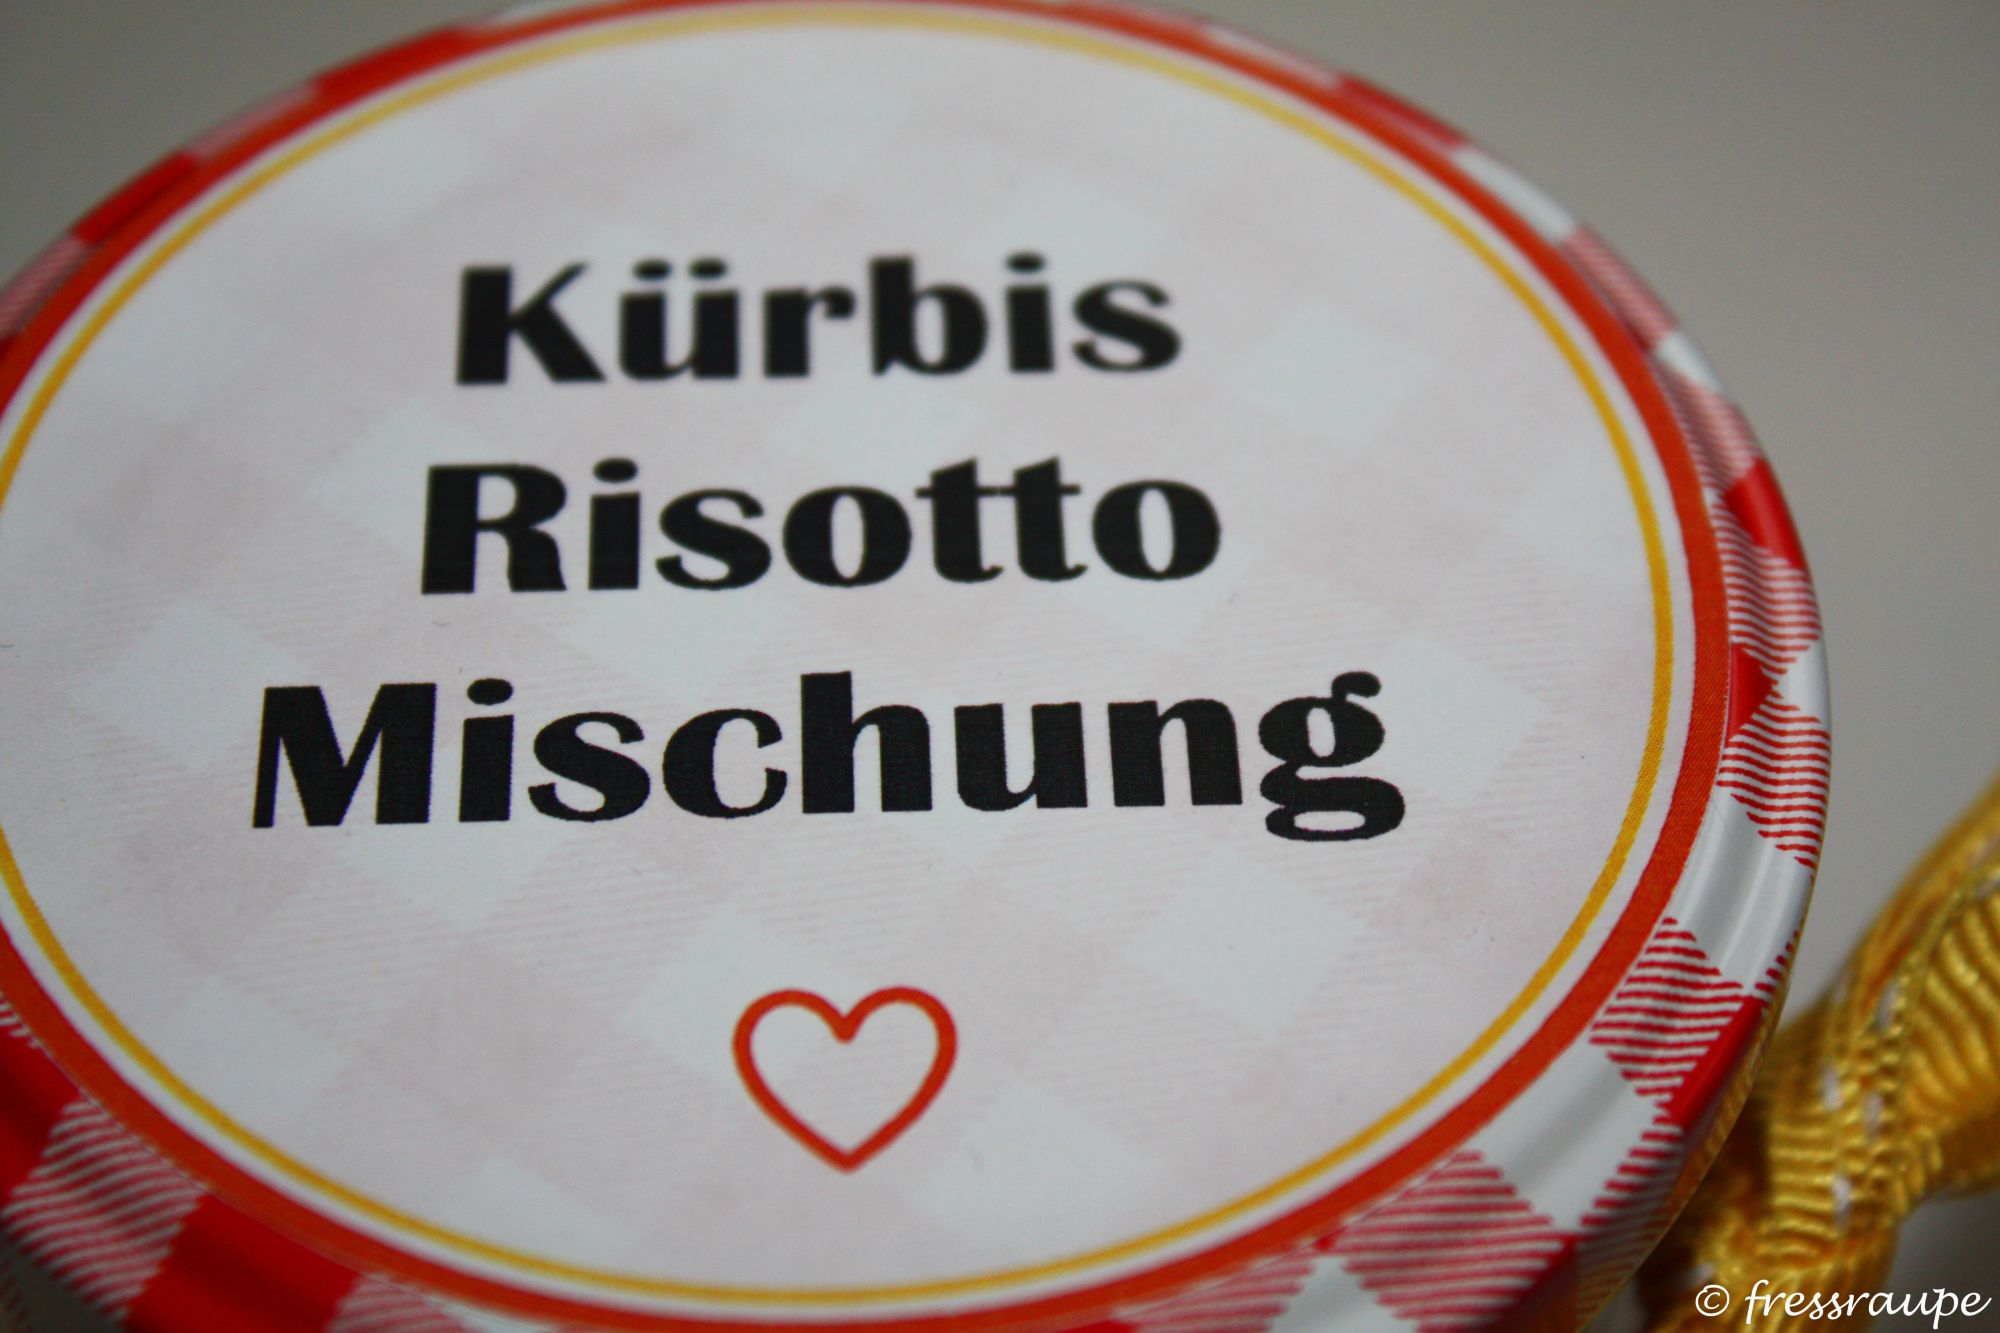 Kürbis
Risotto
Mischung
© fressraupe